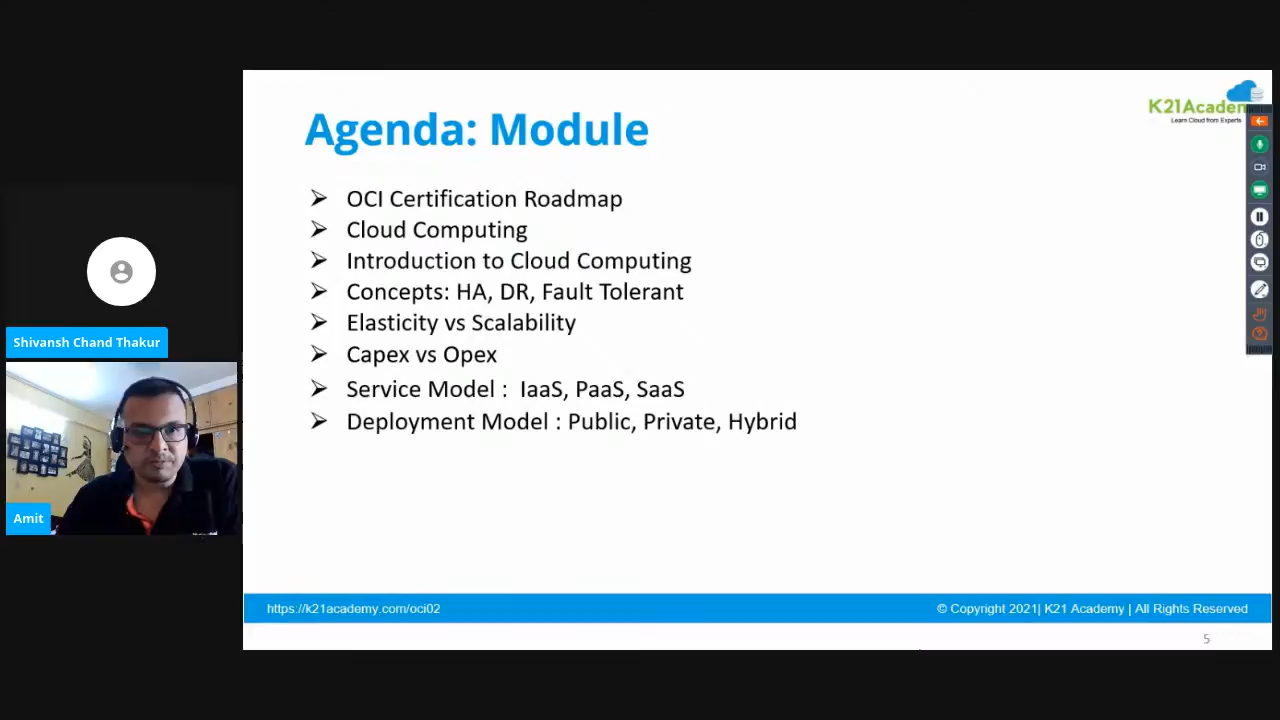 K21Academ
Learn Cloud from Experts
Agenda: Module
➢ OCI Certification Roadmap
➢ Cloud Computing
➢ Introduction to Cloud Computing
➢ Concepts: HA, DR, Fault Tolerant
➢ Elasticity vs Scalability
➢ Capex vs Opex
➢ Service Model : IaaS, PaaS, SaaS
➢ Deployment Model : Public, Private, Hybrid
Shivansh Chand Thakur
Amit
https://k21academy.com/oci02
© Copyright 2021| K21 Academy | All Rights Reserved
5